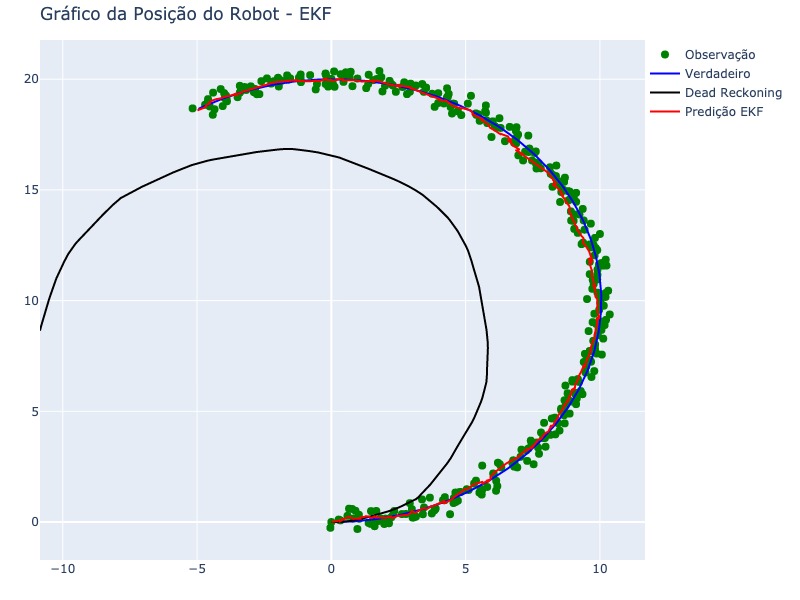 Gráfico da Posição do Robot - EKF
Observação
Verdadeiro
Dead Reckoning
Predição EKF
20
15
10
5
0
−10
−5
0
5
10